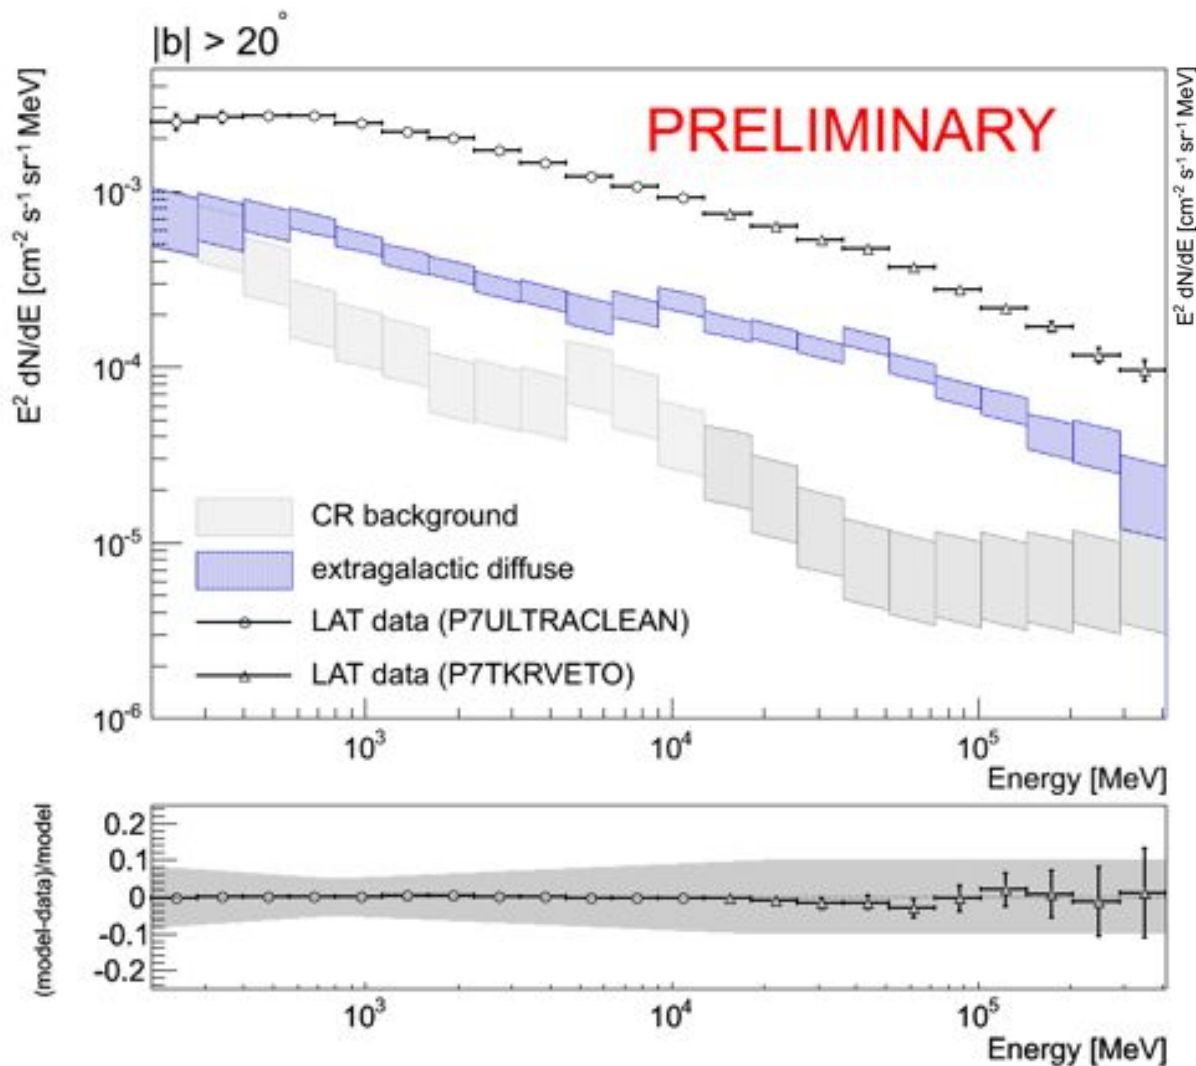 |b| > 20°
PRELIMINARY
E² dN/dE [cm⁻² s⁻¹ sr⁻¹ MeV]
E² dN/dE [cm⁻² s⁻¹ sr⁻¹ MeV]
10⁻³
10⁻⁴
10⁻⁵
10⁻⁶
CR background
extragalactic diffuse
LAT data (P7ULTRACLEAN)
LAT data (P7TKRVETO)
10³ 10⁴ 10⁵
Energy [MeV]
(model-data)/model
0.2
0.1
0
-0.1
-0.2
10³ 10⁴ 10⁵
Energy [MeV]